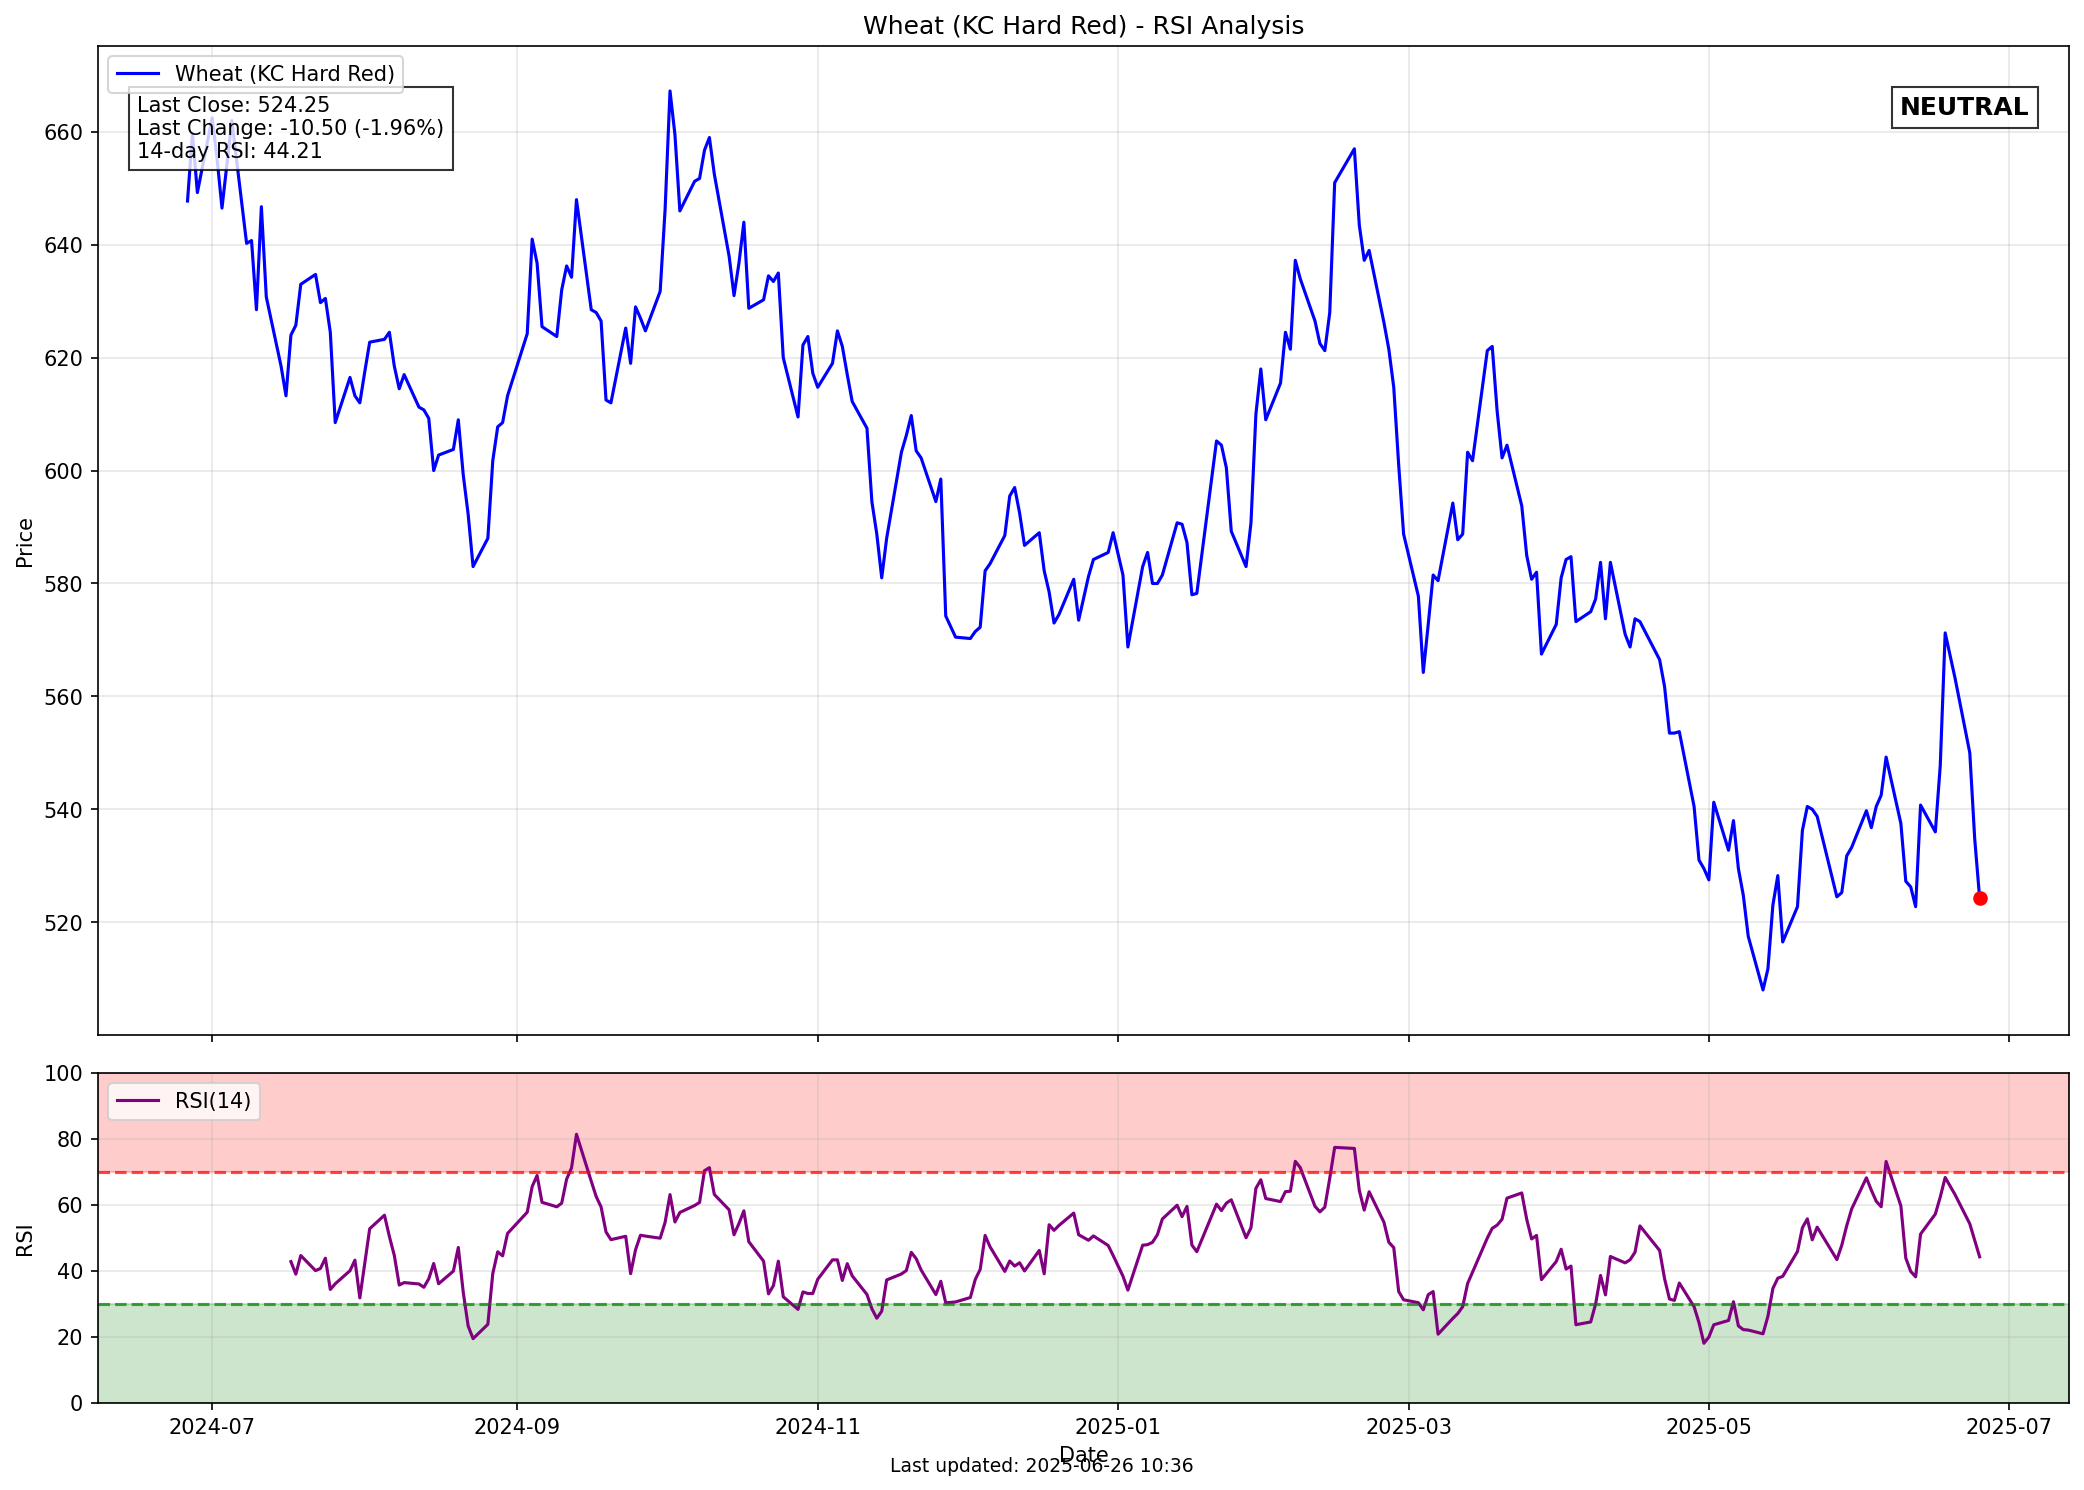 Wheat (KC Hard Red) - RSI Analysis
Wheat (KC Hard Red)
Last Close: 524.25
Last Change: -10.50 (-1.96%)
14-day RSI: 44.21
NEUTRAL
660
640
620
600
580
560
540
520
Price
RSI(14)
100
80
60
40
20
0
RSI
2024-07
2024-09
2024-11
2025-01
2025-03
2025-05
2025-07
Date
Last updated: 2025-06-26 10:36